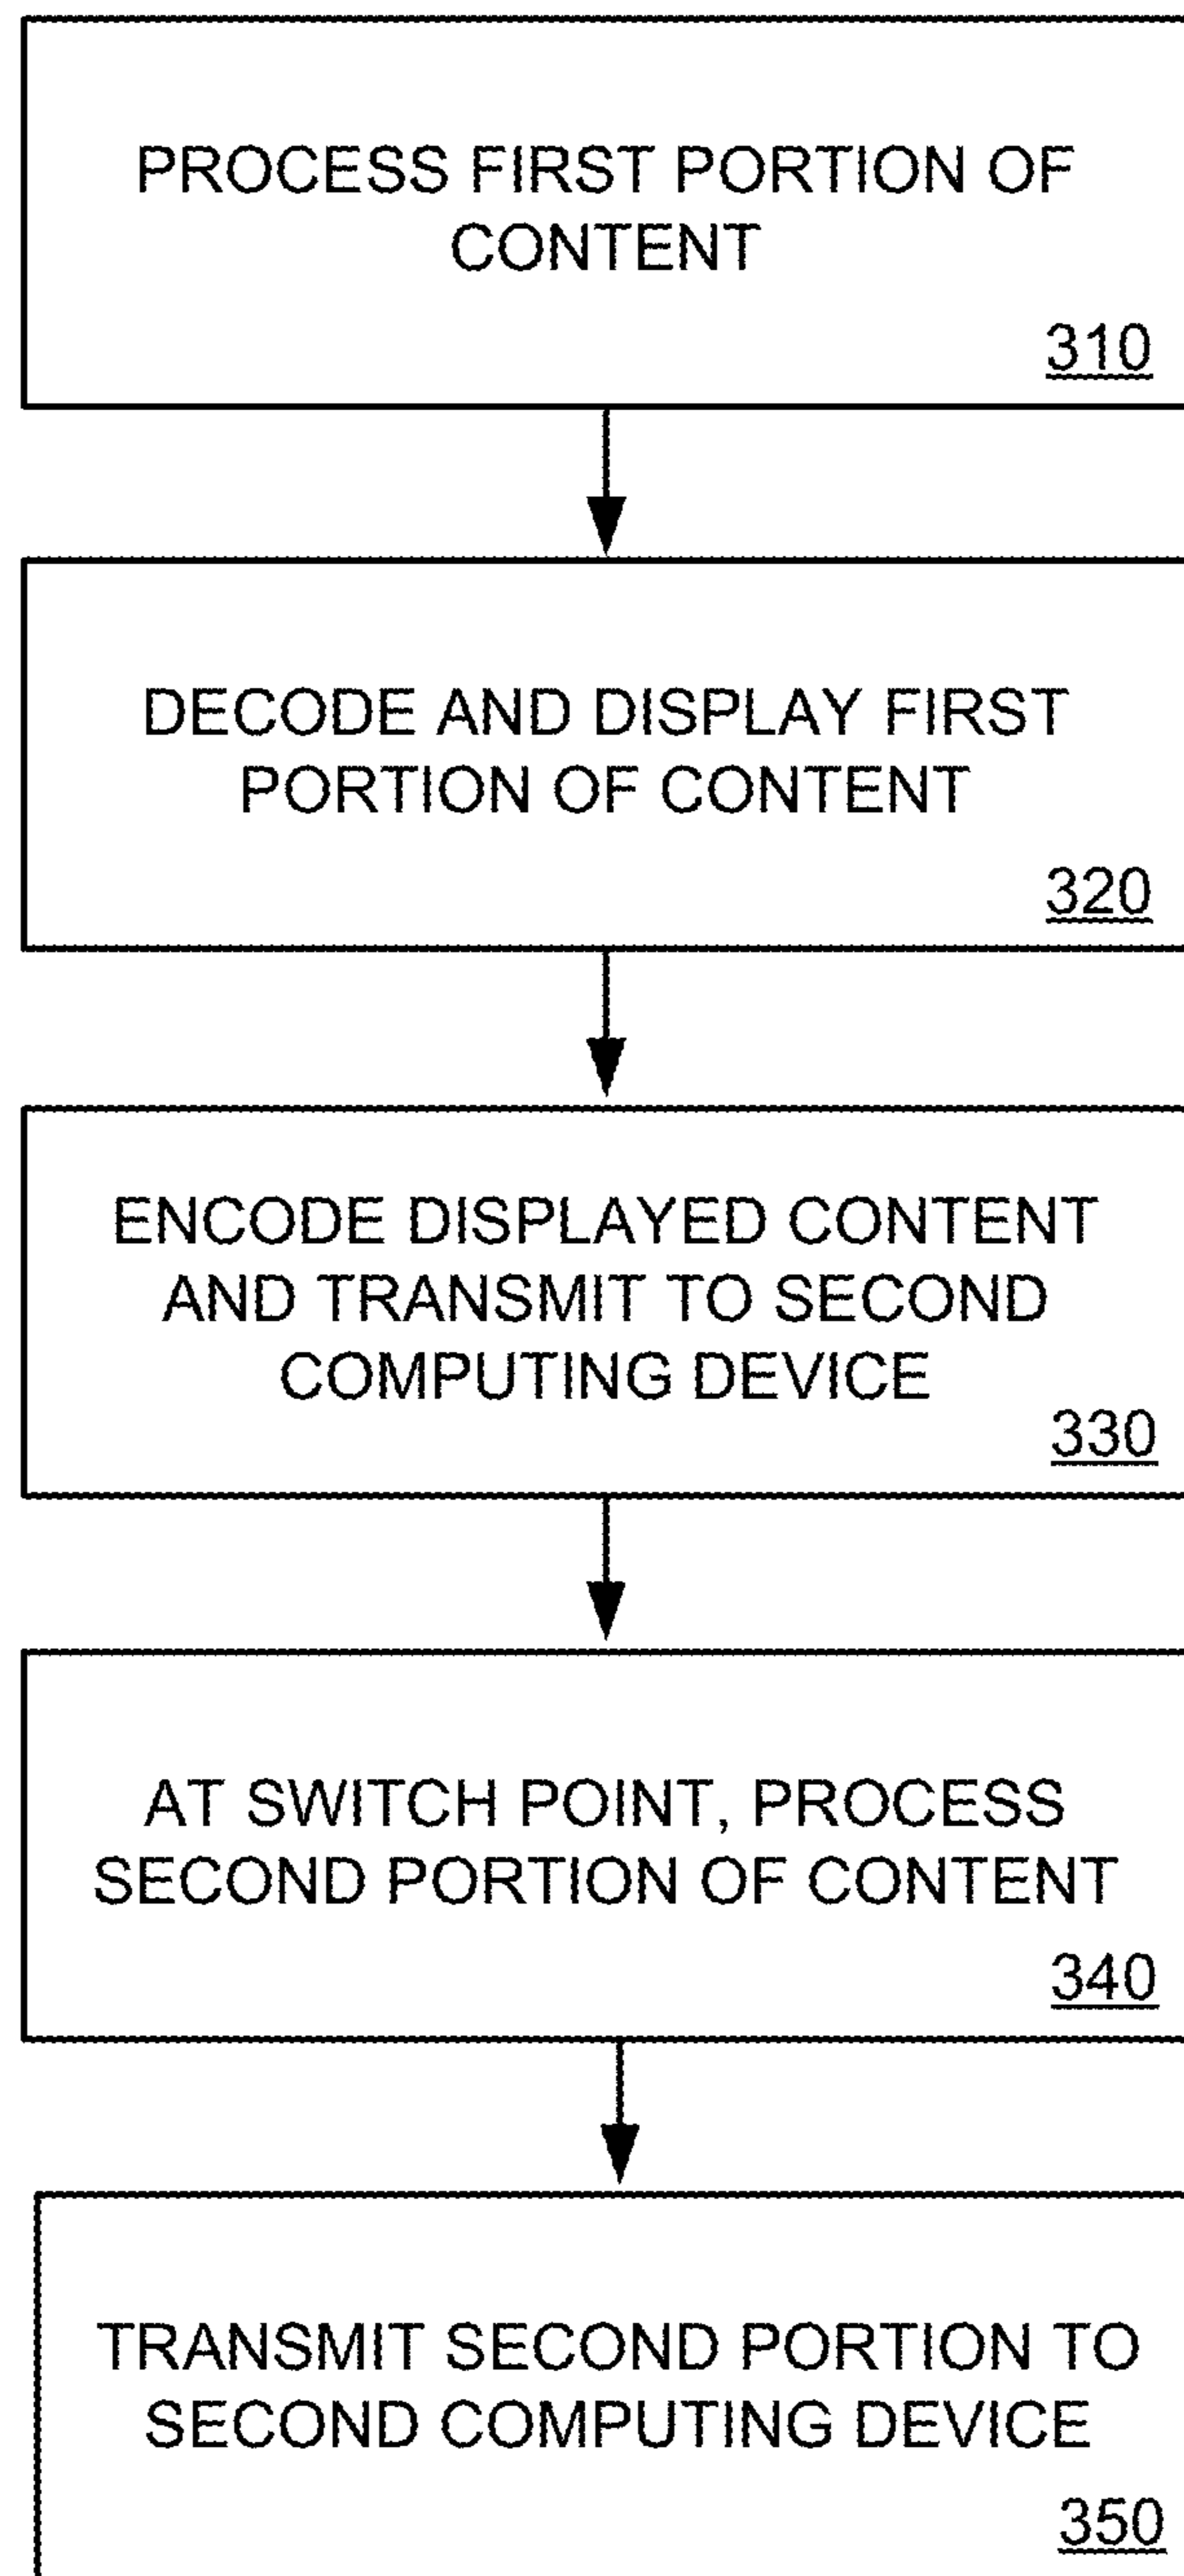 PROCESS FIRST PORTION OF
CONTENT
310
DECODE AND DISPLAY FIRST
PORTION OF CONTENT
320
ENCODE DISPLAYED CONTENT
AND TRANSMIT TO SECOND
COMPUTING DEVICE
330
AT SWITCH POINT, PROCESS
SECOND PORTION OF CONTENT
340
TRANSMIT SECOND PORTION TO
SECOND COMPUTING DEVICE
350